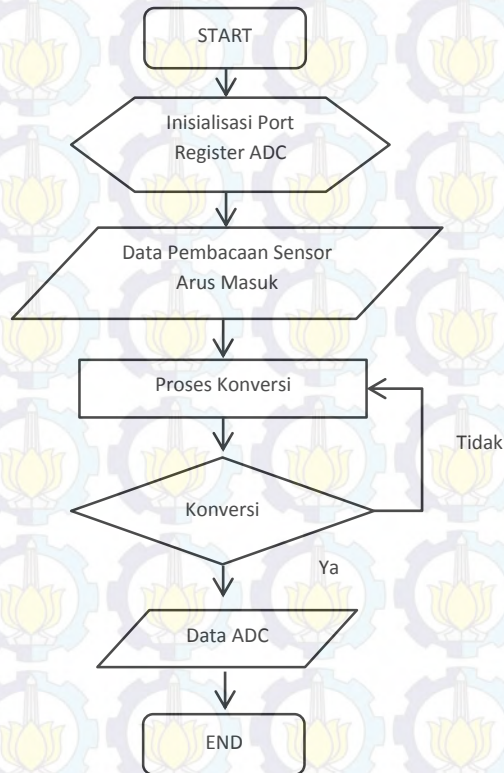 START
Inisialisasi Port
Register ADC
Data Pembacaan Sensor
Arus Masuk
Proses Konversi
Tidak
Konversi
Ya
Data ADC
END